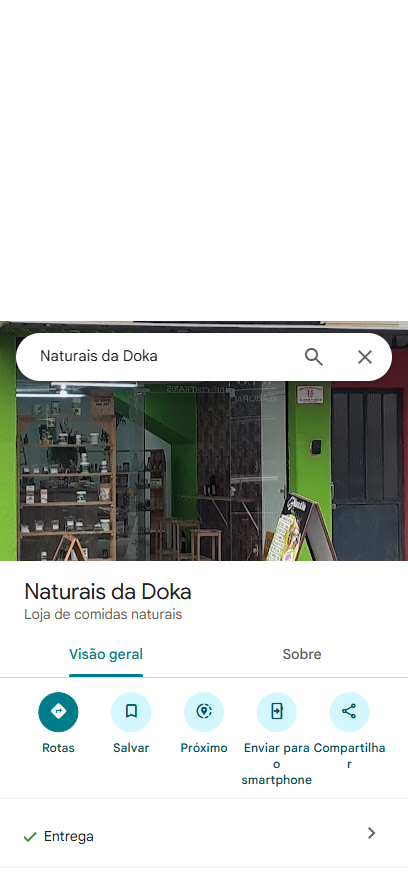 Naturais da Doka
Naturais da Doka
Loja de comidas naturais
Visão geral
Sobre
Rotas
Salvar
Próximo
Enviar para
o
smartphone
Compartilha
r
Entrega